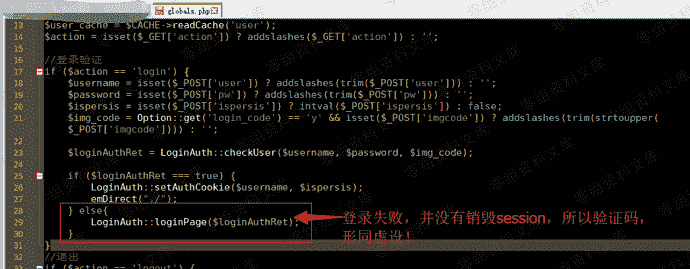 globals.php
13 $user_cache = $CACHE->readCache('user');
14 $action = isset($_GET['action']) ? addslashes($_GET['action']) : '';
15
16 //登录验证
17 if ($action == 'login') {
18 $username = isset($_POST['user']) ? addslashes(trim($_POST['user'])) : '';
19 $password = isset($_POST['pw']) ? addslashes(trim($_POST['pw'])) : '';
20 $ispersis = isset($_POST['ispersis']) ? intval($_POST['ispersis']) : false;
21 $img_code = Option::get('login_code') == 'y' && isset($_POST['imgcode']) ? addslashes(trim(strtoupper(
$_POST['imgcode']))) : '';
22
23 $loginAuthRet = LoginAuth::checkUser($username, $password, $img_code);
24
25 if ($loginAuthRet === true) {
26 LoginAuth::setAuthCookie($username, $ispersis);
27 emDirect("./");
28 } else{
29 LoginAuth::loginPage($loginAuthRet);
30 }
登录失败，并没有销毁session，所以验证码，
形同虚设！
31 }
32 //退出
33 if ($action == 'logout') {